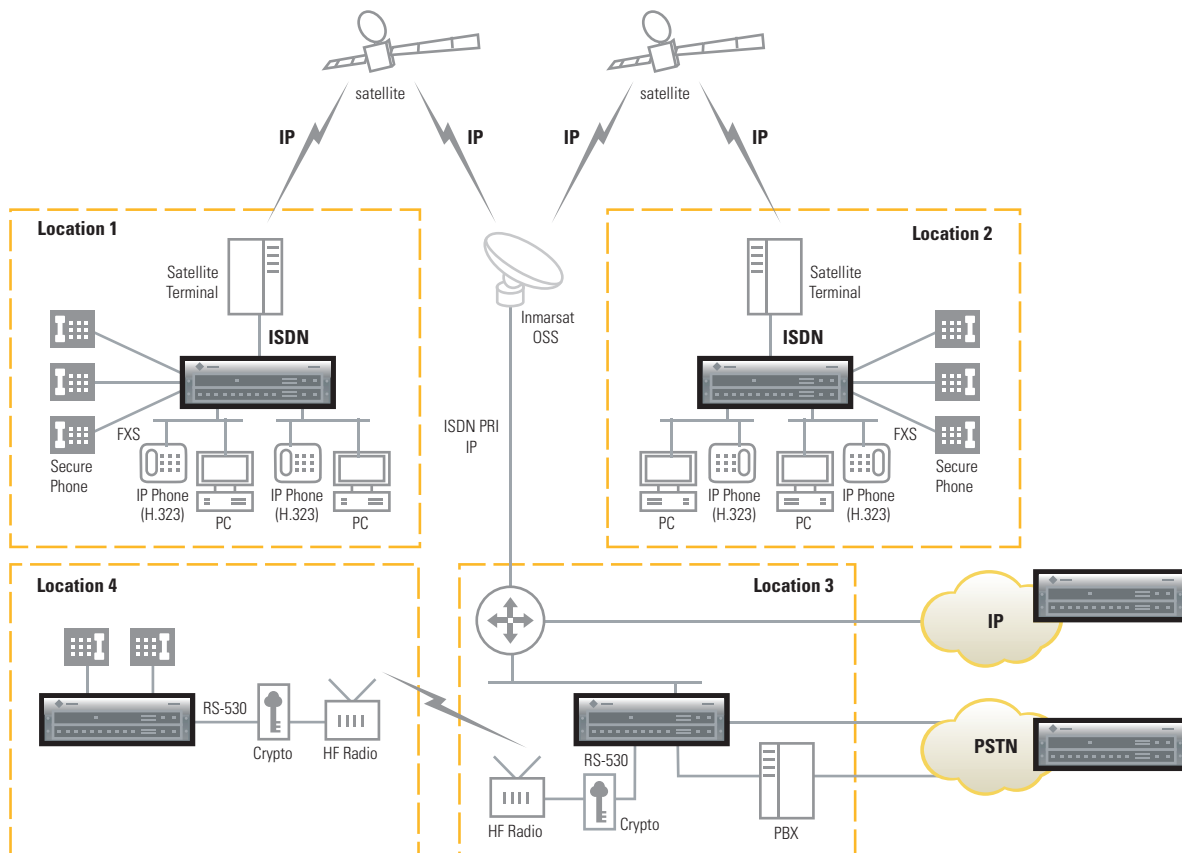 satellite
satellite
IP
IP
IP
IP
Location 1
Location 2
Satellite
Terminal
Satellite
Terminal
Inmarsat
OSS
ISDN
ISDN
ISDN PRI
IP
FXS
FXS
Secure
Phone
IP Phone
(H.323)
PC
IP Phone
(H.323)
PC
PC
IP Phone
(H.323)
PC
IP Phone
(H.323)
Secure
Phone
Location 4
Location 3
IP
RS-530
Crypto
HF Radio
RS-530
HF Radio
Crypto
PBX
PSTN